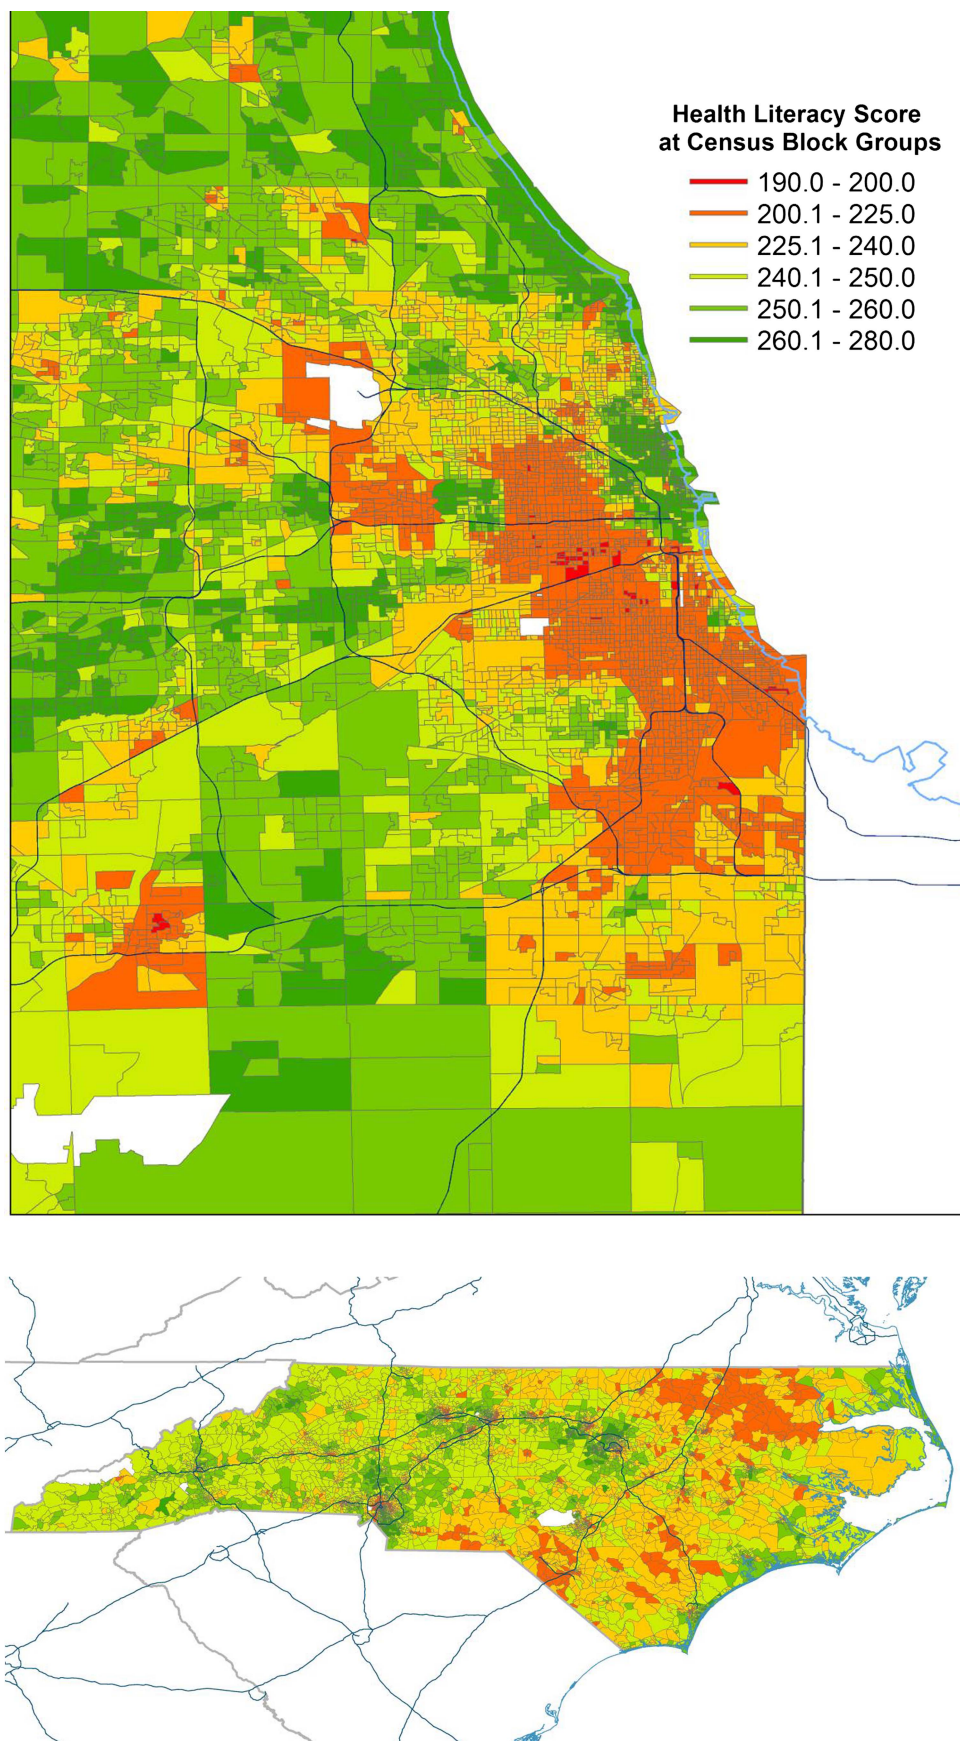 Health Literacy Score
at Census Block Groups
190.0 - 200.0
200.1 - 225.0
225.1 - 240.0
240.1 - 250.0
250.1 - 260.0
260.1 - 280.0